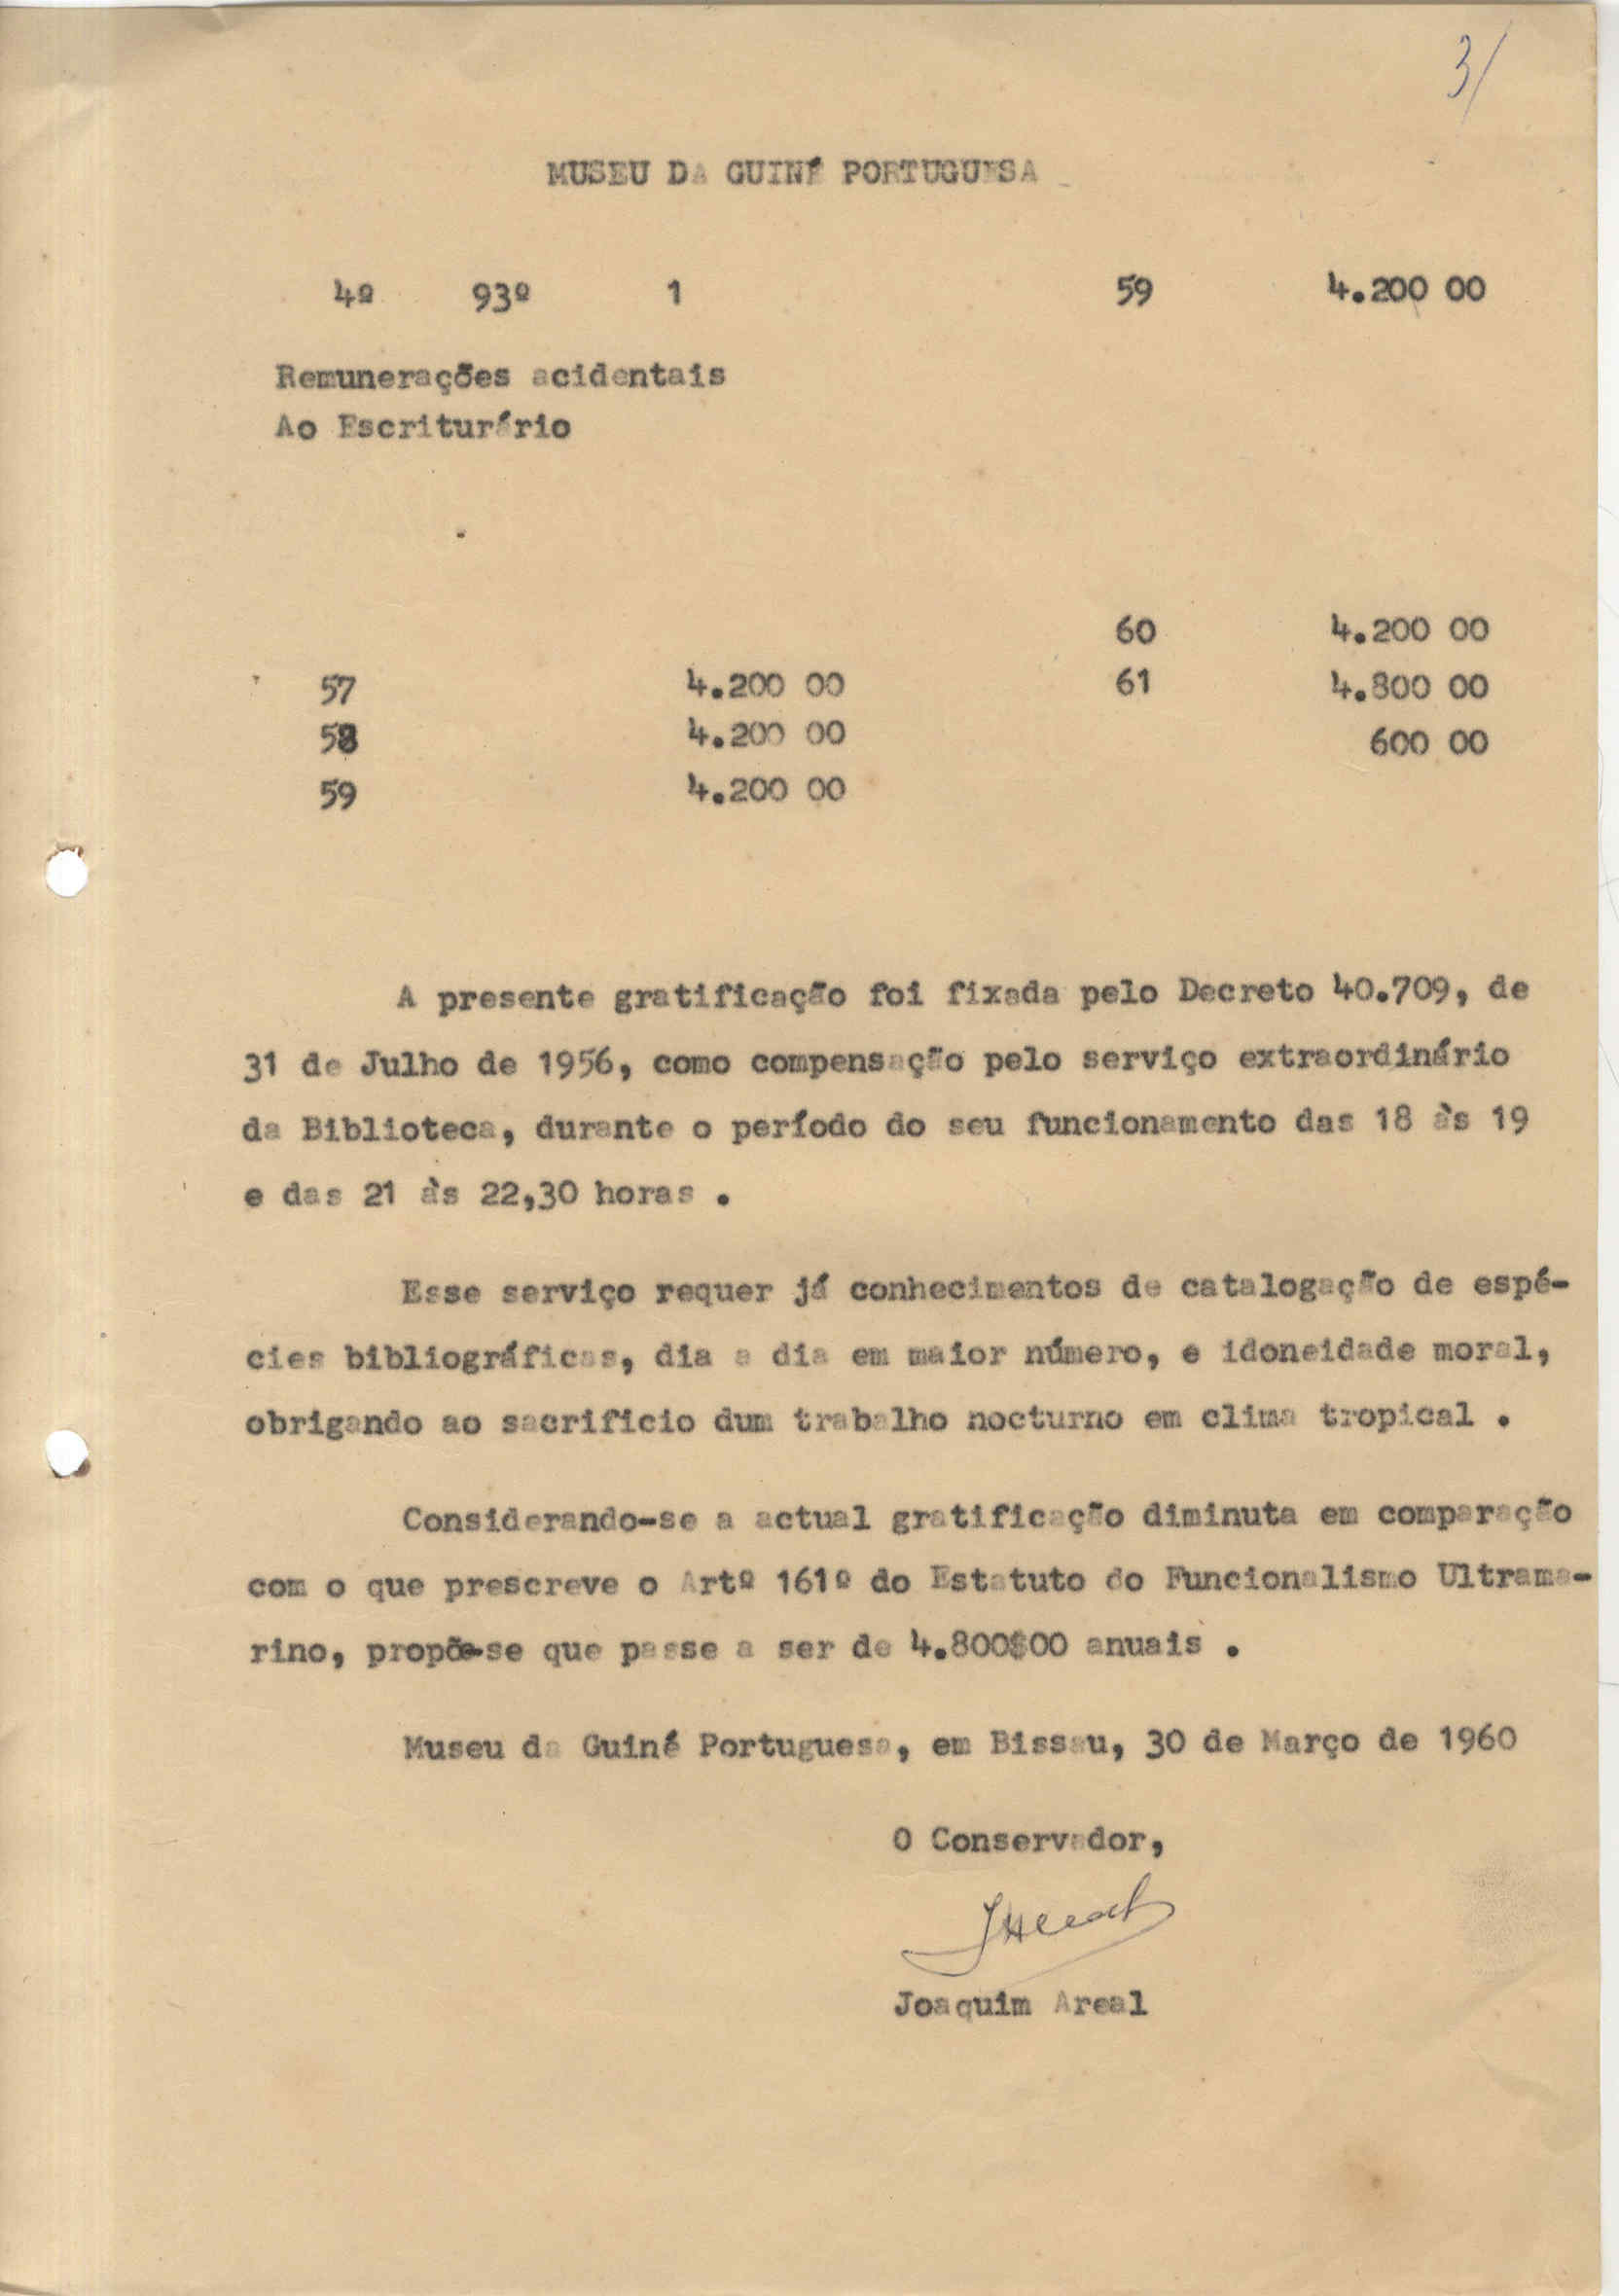 3/
MUSEU DA GUINÉ PORTUGUESA
4º 93º 1 59 4.200 00
Remunerações acidentais
Ao Escriturário
60 4.200 00
57 4.200 00 61 4.800 00
58 4.200 00 600 00
59 4.200 00
A presente gratificação foi fixada pelo Decreto 40.709, de
31 de Julho de 1956, como compensação pelo serviço extraordinário
da Biblioteca, durante o período do seu funcionamento das 18 às 19
e das 21 às 22,30 horas .
Esse serviço requer já conhecimentos de catalogação de espé-
cies bibliográficas, dia a dia em maior número, e idoneidade moral,
obrigando ao sacrificio dum trabalho nocturno em clima tropical .
Considerando-se a actual gratificação diminuta em comparação
com o que prescreve o Artº 161º do Estatuto do Funcionalismo Ultrama-
rino, propõe-se que passe a ser de 4.800$00 anuais .
Museu da Guiné Portuguesa, em Bissau, 30 de Março de 1960
O Conservador,
JAreal
Joaquim Areal